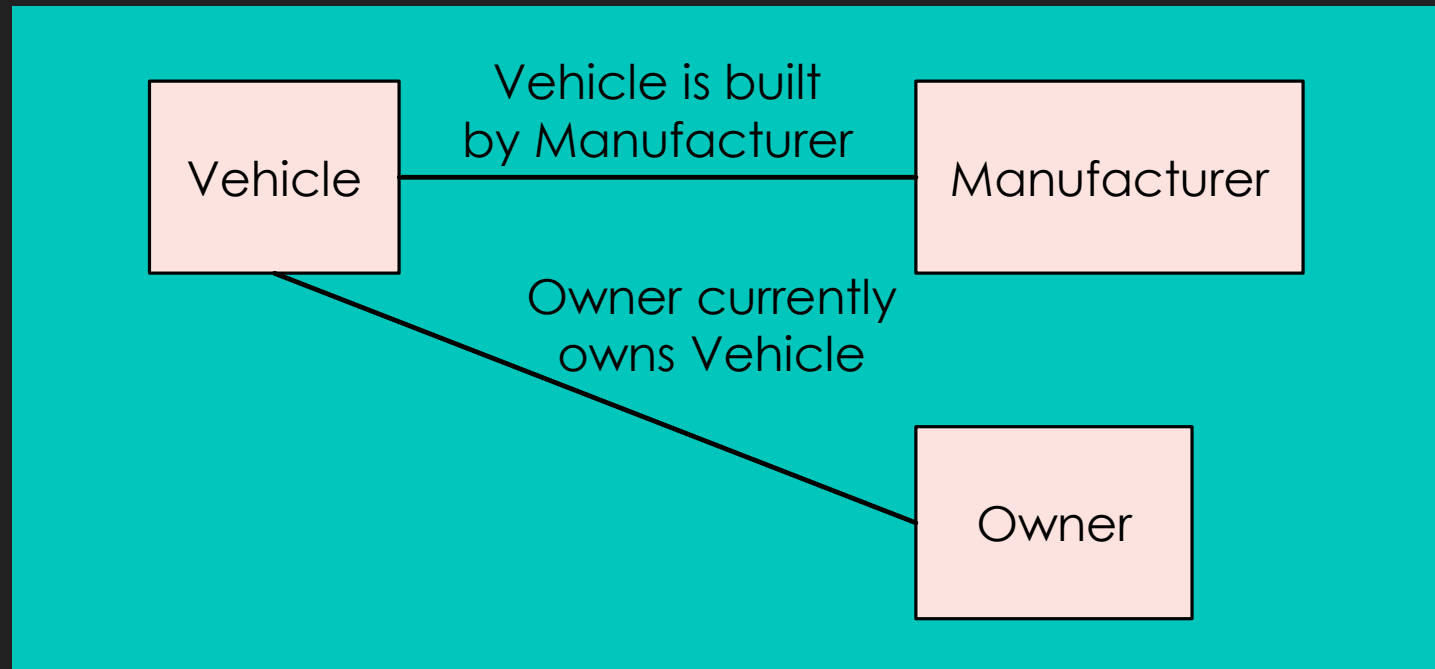 Vehicle is built
by Manufacturer
Vehicle
Manufacturer
Owner currently
owns Vehicle
Owner